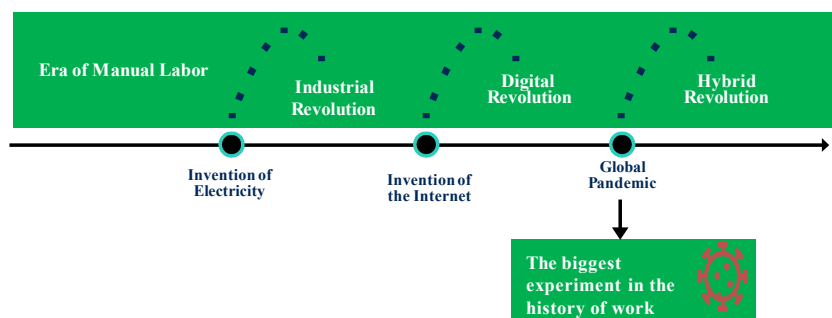 Era of Manual Labor
Industrial
Revolution
Digital
Revolution
Hybrid
Revolution
Invention of
Electricity
Invention of
the Internet
Global
Pandemic
The biggest
experiment in the
history of work